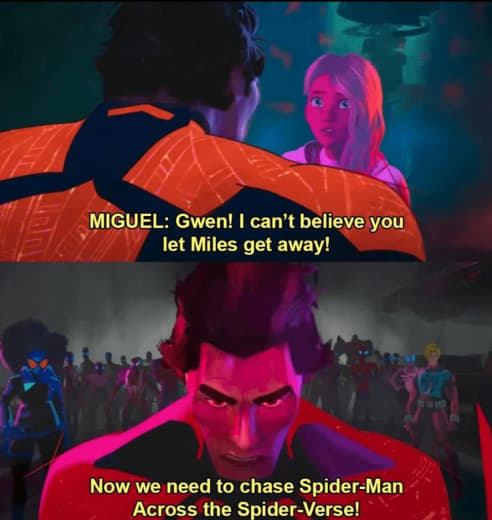 MIGUEL: Gwen! I can’t believe you
let Miles get away!
Now we need to chase Spider-Man
Across the Spider-Verse!